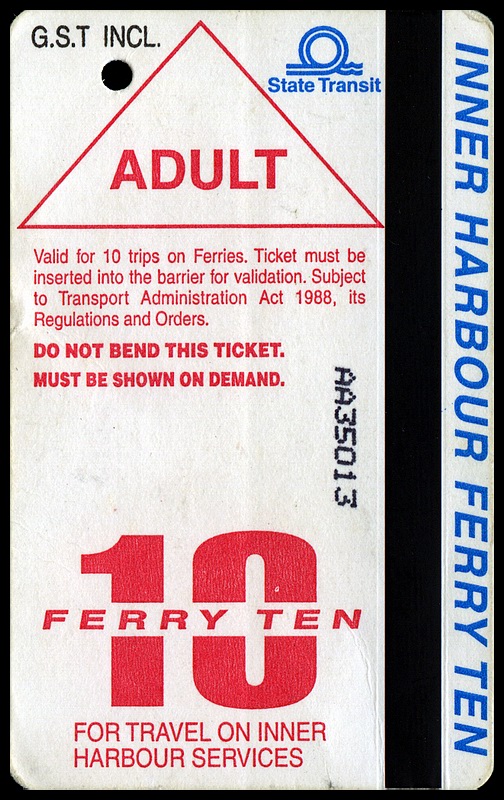 G.S.T INCL.
State Transit
ADULT
Valid for 10 trips on Ferries. Ticket must be
inserted into the barrier for validation. Subject
to Transport Administration Act 1988, its
Regulations and Orders.
DO NOT BEND THIS TICKET.
MUST BE SHOWN ON DEMAND.
AA35013
10
FERRY TEN
FOR TRAVEL ON INNER
HARBOUR SERVICES
INNER HARBOUR FERRY TEN